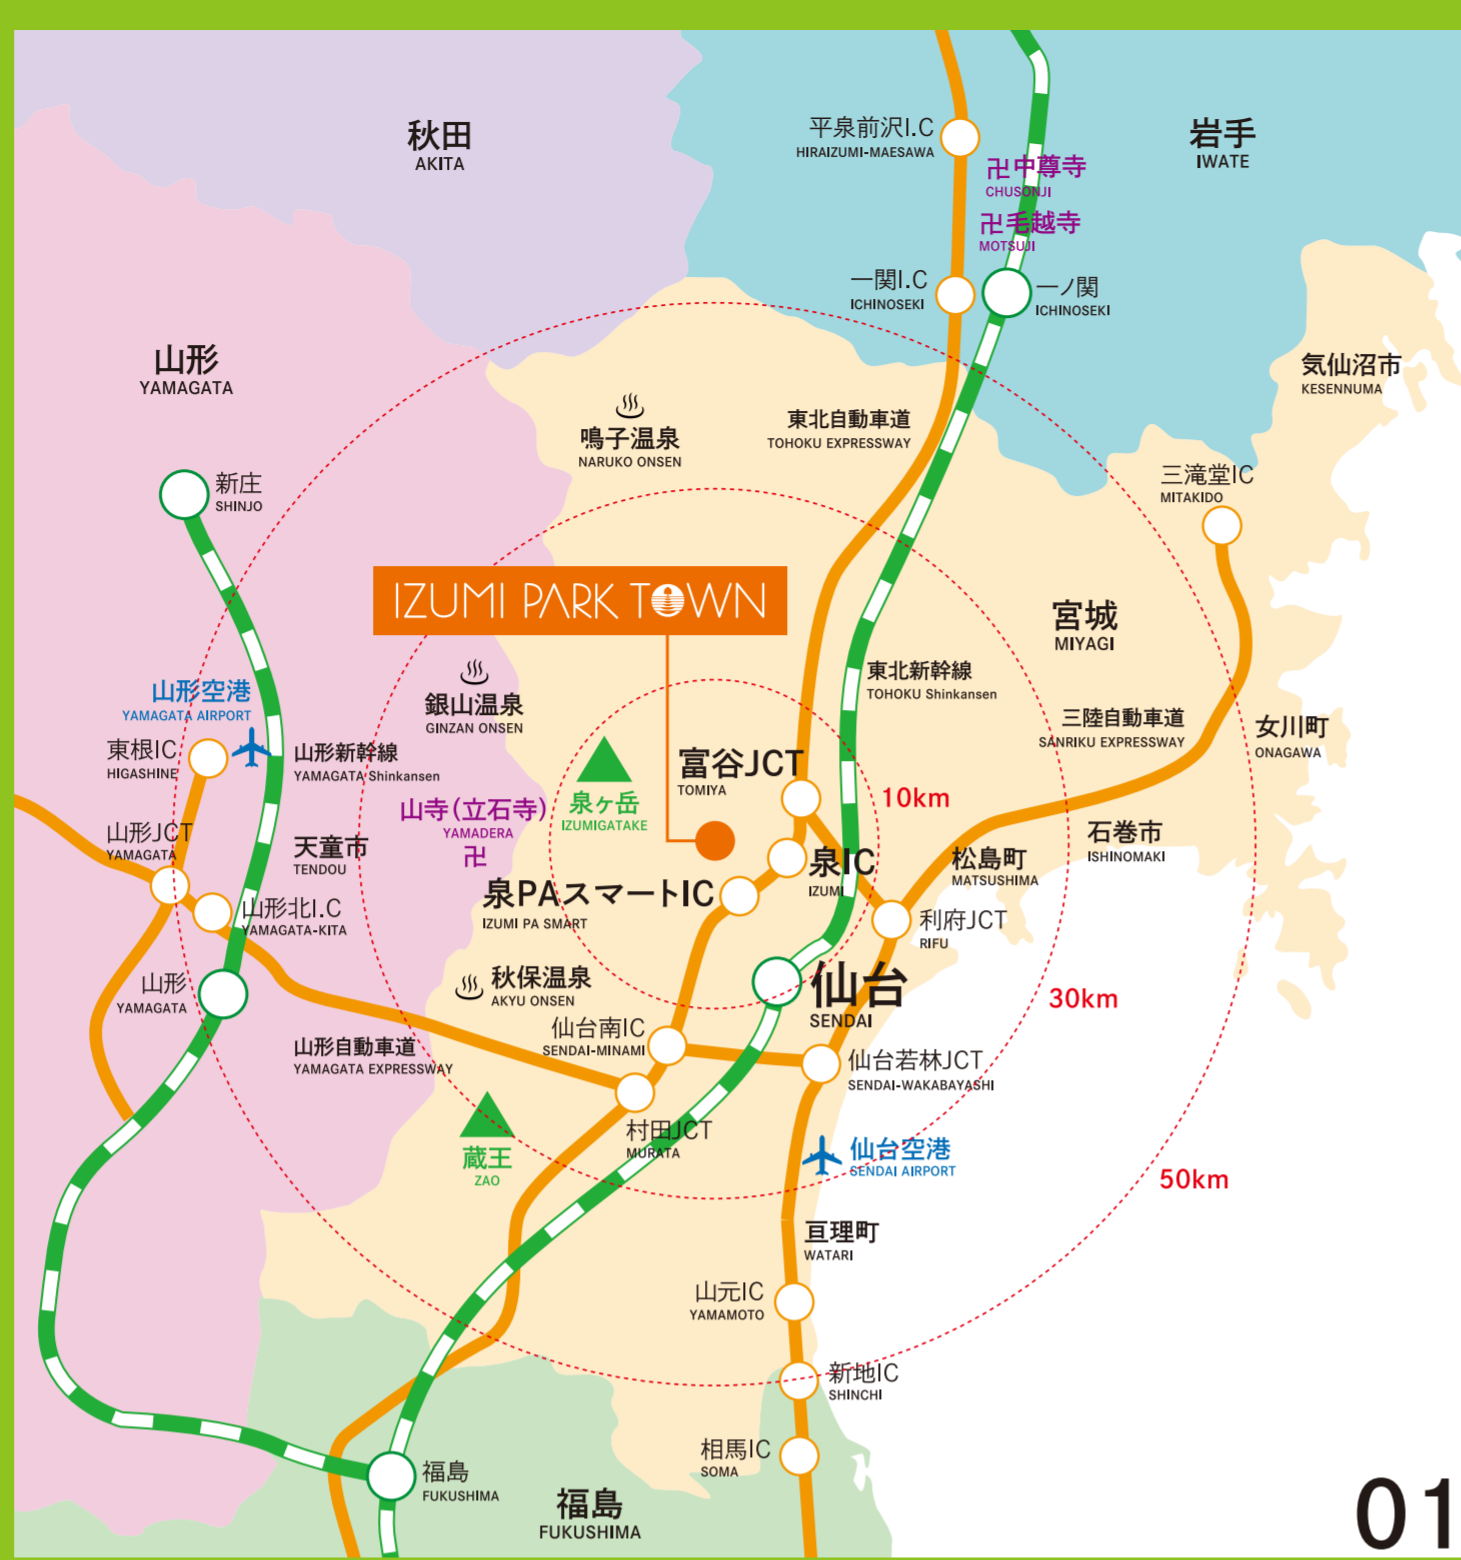 秋田
AKITA
平泉前沢I.C
HIRAIZUMI-MAESAWA
岩手
IWATE
卍中尊寺
CHUSONJI
卍毛越寺
MOTSUJI
一関I.C
ICHINOSEKI
一ノ関
ICHINOSEKI
山形
YAMAGATA
気仙沼市
KESENNUMA
鳴子温泉
NARUKO ONSEN
東北自動車道
TOHOKU EXPRESSWAY
三滝堂IC
MITAKIDO
新庄
SHINJO
IZUMI PARK TOWN
宮城
MIYAGI
東北新幹線
TOHOKU Shinkansen
銀山温泉
GINZAN ONSEN
山形空港
YAMAGATA AIRPORT
東根IC
HIGASHINE
山形新幹線
YAMAGATA Shinkansen
三陸自動車道
SANRIKU EXPRESSWAY
女川町
ONAGAWA
富谷JCT
TOMIYA
10km
泉ヶ岳
IZUMIGATAKE
山寺(立石寺)
YAMADERA
卍
山形JCT
YAMAGATA
天童市
TENDOU
石巻市
ISHINOMAKI
松島町
MATSUSHIMA
泉IC
IZUMI
泉PAスマートIC
IZUMI PA SMART
山形北I.C
YAMAGATA-KITA
利府JCT
RIFU
秋保温泉
AKYU ONSEN
仙台
SENDAI
山形
YAMAGATA
30km
仙台南IC
SENDAI-MINAMI
山形自動車道
YAMAGATA EXPRESSWAY
仙台若林JCT
SENDAI-WAKABAYASHI
村田JCT
MURATA
蔵王
ZAO
仙台空港
SENDAI AIRPORT
50km
亘理町
WATARI
山元IC
YAMAMOTO
新地IC
SHINCHI
相馬IC
SOMA
福島
FUKUSHIMA
福島
FUKUSHIMA
01